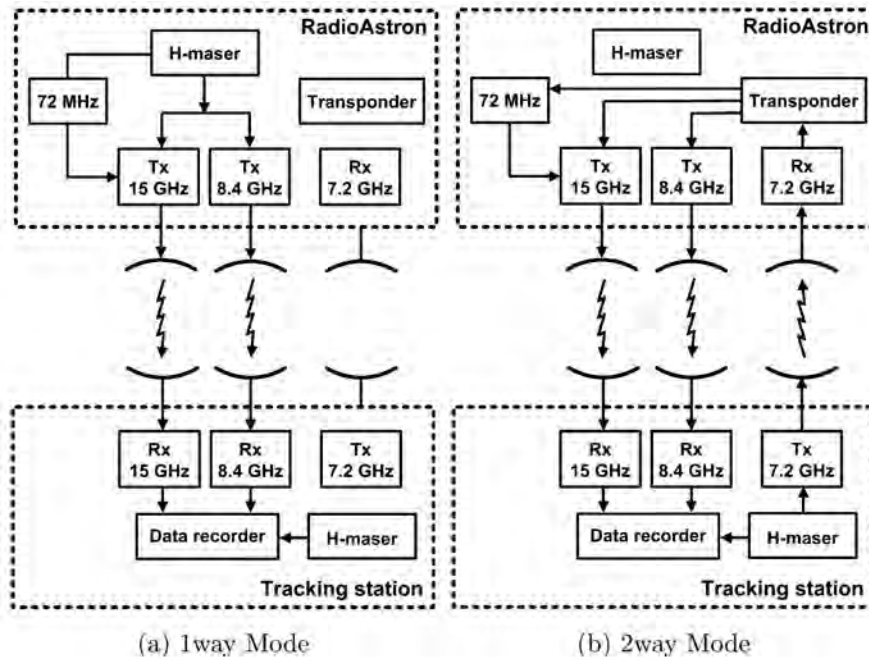 RadioAstron
H-maser
72 MHz
Transponder
Tx
15 GHz
Tx
8.4 GHz
Rx
7.2 GHz
Rx
15 GHz
Rx
8.4 GHz
Tx
7.2 GHz
Data recorder
H-maser
Tracking station
(a) 1way Mode
RadioAstron
H-maser
72 MHz
Transponder
Tx
15 GHz
Tx
8.4 GHz
Rx
7.2 GHz
Rx
15 GHz
Rx
8.4 GHz
Tx
7.2 GHz
Data recorder
H-maser
Tracking station
(b) 2way Mode